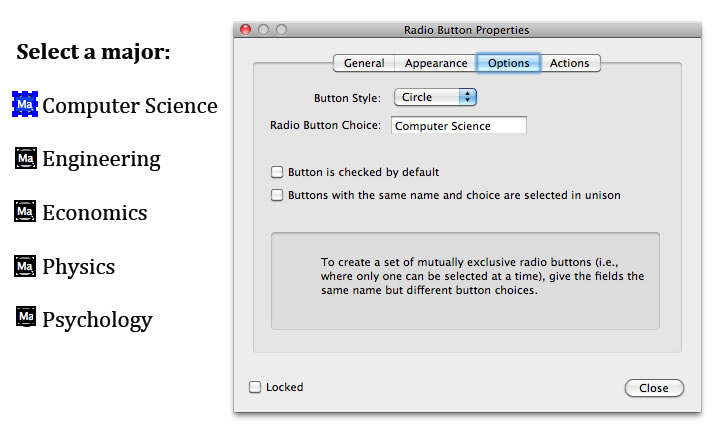 Select a major:
Ma Computer Science
Ma Engineering
Ma Economics
Ma Physics
Ma Psychology
Radio Button Properties
General Appearance Options Actions
Button Style: Circle
Radio Button Choice: Computer Science
Button is checked by default
Buttons with the same name and choice are selected in unison
To create a set of mutually exclusive radio buttons (i.e.,
where only one can be selected at a time), give the fields the
same name but different button choices.
Locked
Close